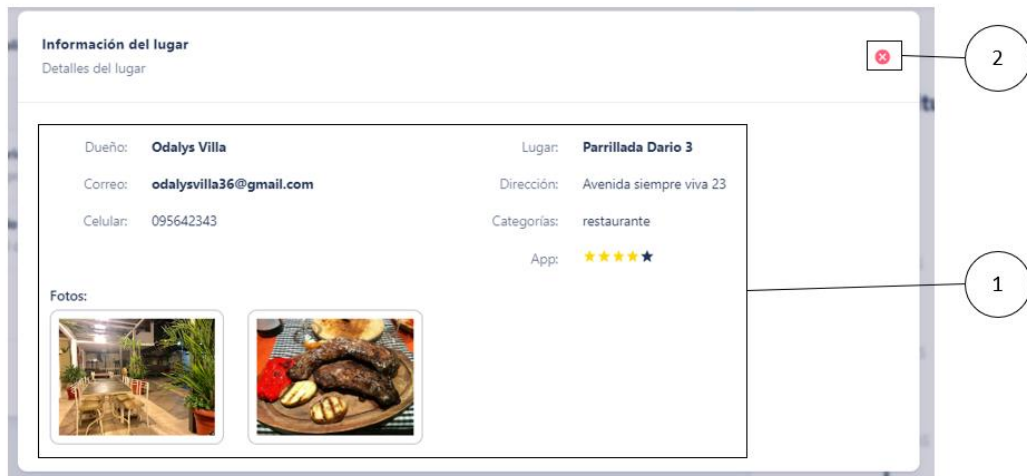 Información del lugar
Detalles del lugar
2
Dueño: Odalys Villa
Lugar: Parrillada Dario 3
Correo: odalysvilla36@gmail.com
Dirección: Avenida siempre viva 23
Celular: 095642343
Categorías: restaurante
App:
1
Fotos: